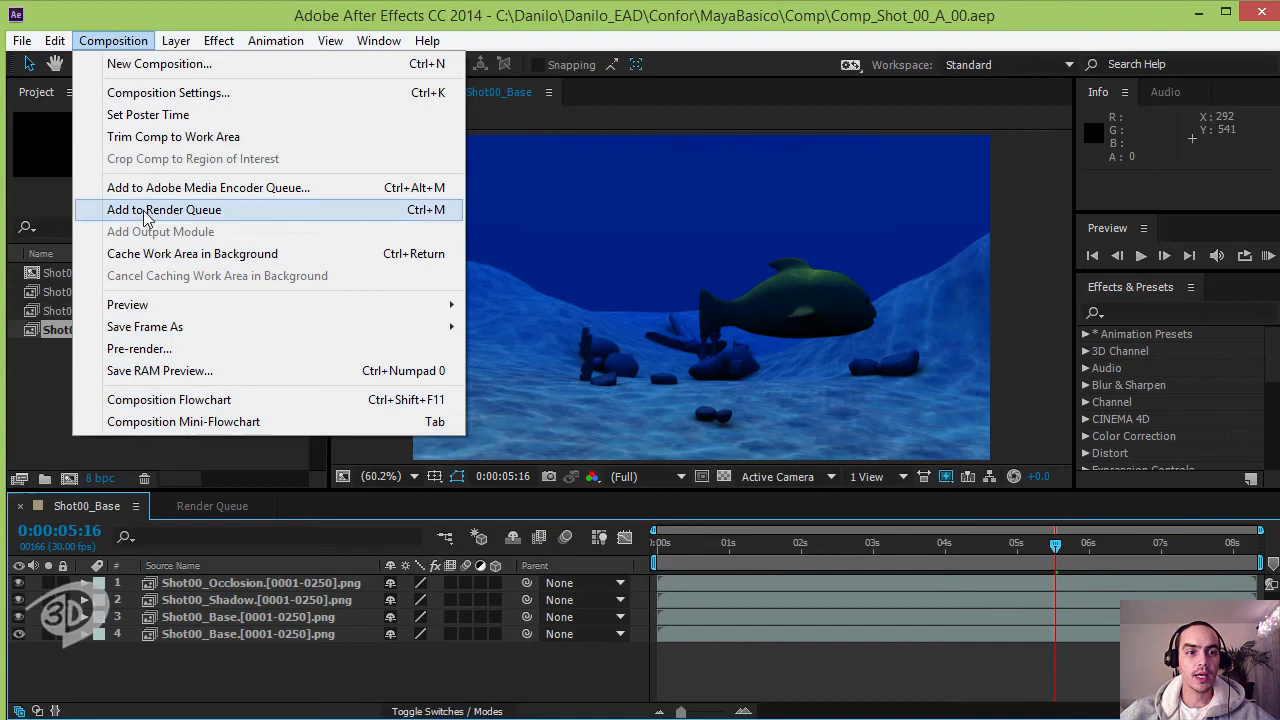 Ae
Adobe After Effects CC 2014 - C:\Danilo\Danilo_EAD\Confor\MayaBasico\Comp\Comp_Shot_00_A_00.aep
File Edit Composition Layer Effect Animation View Window Help
Snapping
Workspace: Standard
Search Help
Project
Shot00_Base
Info
Audio
New Composition... Ctrl+N
Composition Settings... Ctrl+K
Set Poster Time
Trim Comp to Work Area
Crop Comp to Region of Interest
Add to Adobe Media Encoder Queue... Ctrl+Alt+M
Add to Render Queue Ctrl+M
Add Output Module
Cache Work Area in Background Ctrl+Return
Cancel Caching Work Area in Background
Preview
Save Frame As
Pre-render...
Save RAM Preview... Ctrl+Numpad 0
Composition Flowchart Ctrl+Shift+F11
Composition Mini-Flowchart Tab
R :
G :
B :
A : 0
X : 292
Y : 541
Preview
Effects & Presets
* Animation Presets
3D Channel
Audio
Blur & Sharpen
Channel
CINEMA 4D
Color Correction
Distort
Expression Controls
Name
Shot0
Shot0
Shot0
Shot0
8 bpc
(60.2%) 0:00:05:16 (Full) Active Camera 1 View +0.0
Shot00_Base
Render Queue
0:00:05:16
00166 (30.00 fps)
:00s 01s 02s 03s 04s 05s 06s 07s 08s
# Source Name Parent
1 Shot00_Occlusion.[0001-0250].png None
2 Shot00_Shadow.[0001-0250].png None
3 Shot00_Base.[0001-0250].png None
4 Shot00_Base.[0001-0250].png None
3D
Toggle Switches / Modes